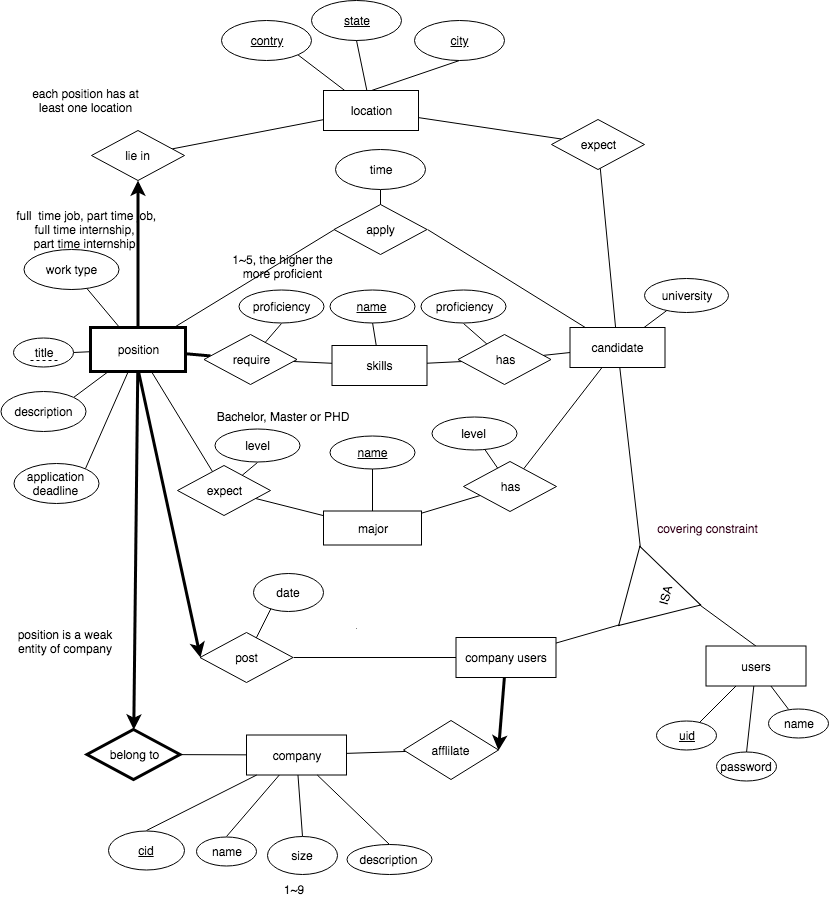 state
contry
city
each position has at
least one location
location
lie in
expect
time
full  time job, part time job,
full time internship,
part time internship
apply
1~5, the higher the
more proficient
work type
university
proficiency
name
proficiency
title
position
require
skills
has
candidate
description
Bachelor, Master or PHD
level
name
level
application
deadline
expect
major
has
covering constraint
date
ISA
position is a weak
entity of company
post
company users
users
uid
name
belong to
company
afflilate
password
cid
name
size
description
1~9